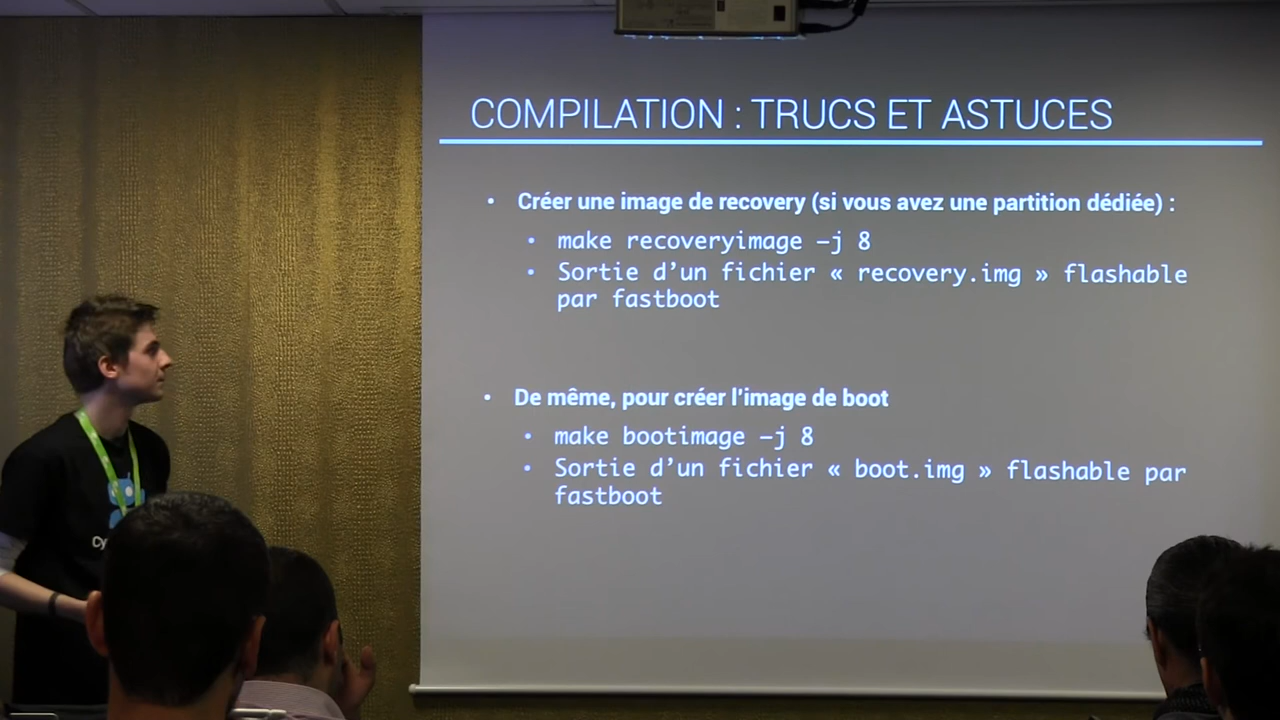 COMPILATION : TRUCS ET ASTUCES
• Créer une image de recovery (si vous avez une partition dédiée) :
• make recoveryimage –j 8
• Sortie d’un fichier « recovery.img » flashable
par fastboot
• De même, pour créer l’image de boot
• make bootimage –j 8
• Sortie d’un fichier « boot.img » flashable par
fastboot